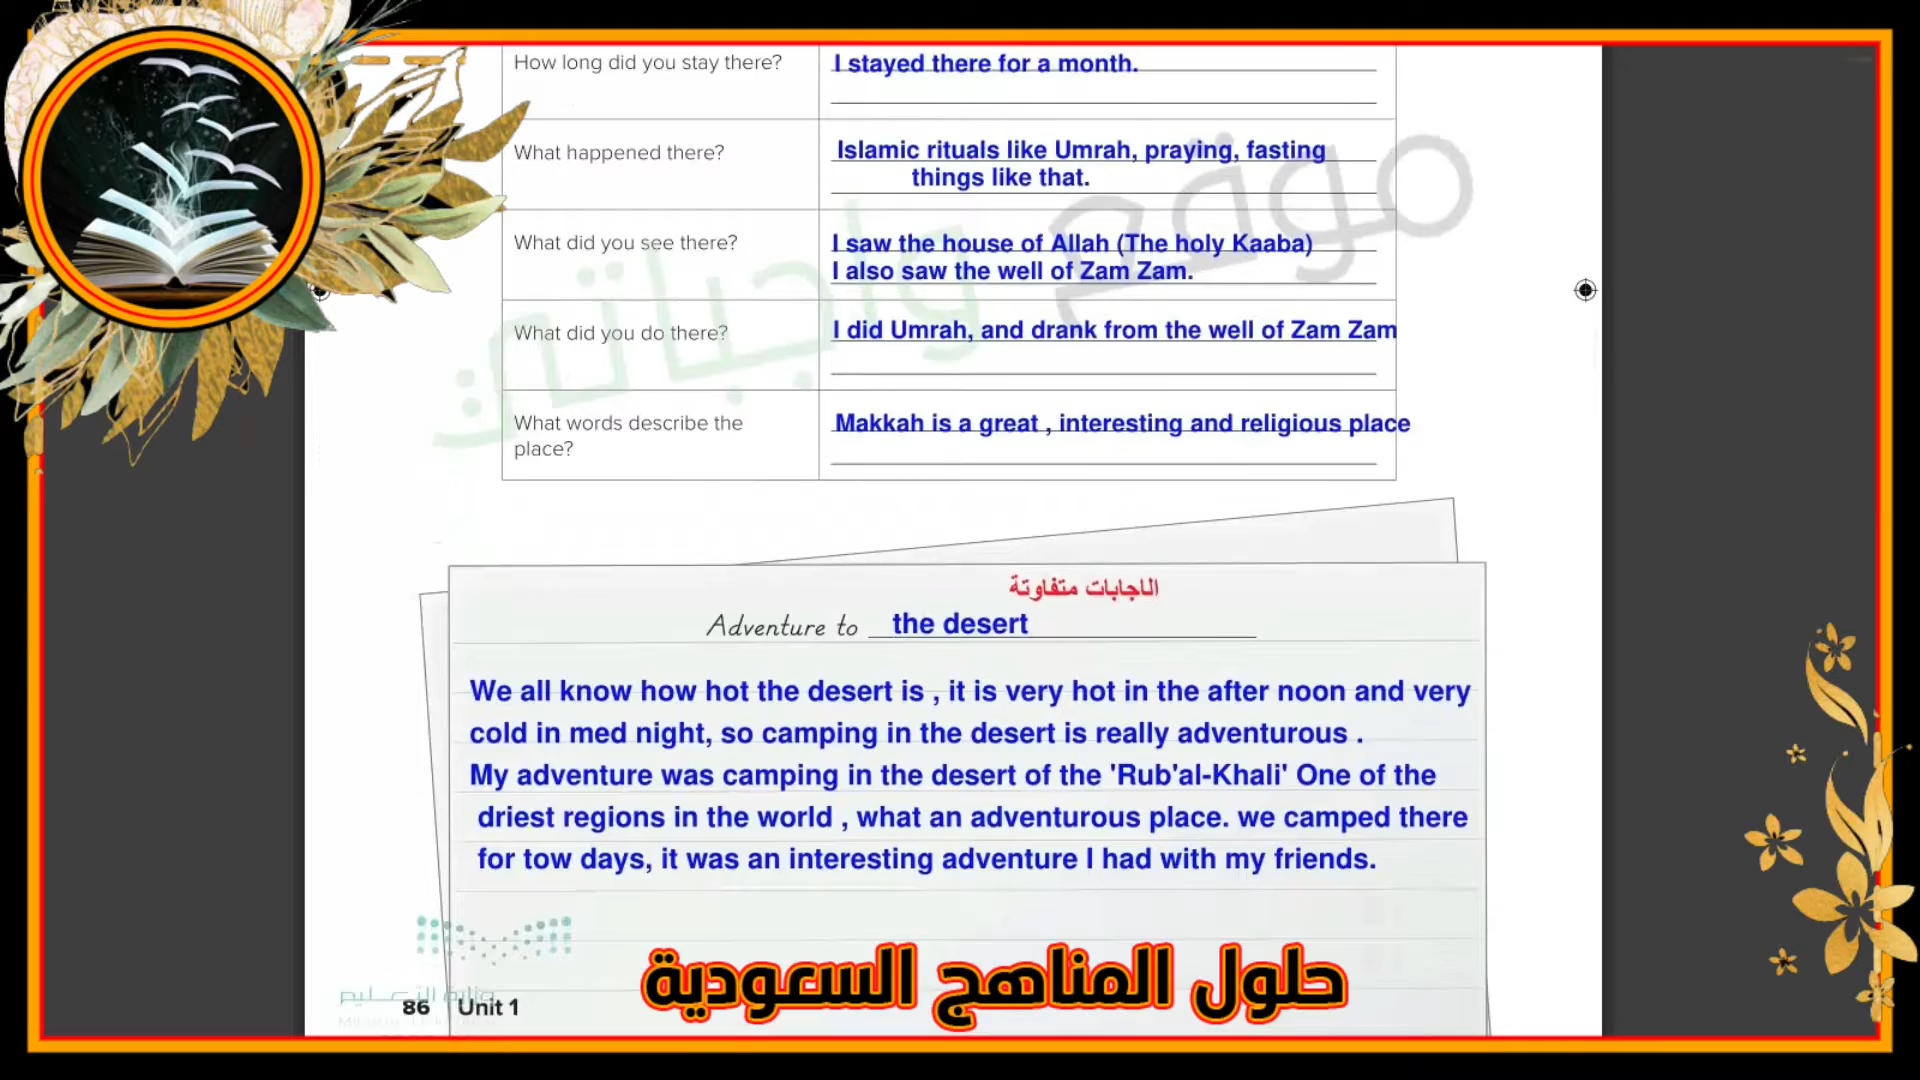 How long did you stay there?
I stayed there for a month.
What happened there?
Islamic rituals like Umrah, praying, fasting
things like that.
What did you see there?
I saw the house of Allah (The holy Kaaba)
I also saw the well of Zam Zam.
What did you do there?
I did Umrah, and drank from the well of Zam Zam
What words describe the
place?
Makkah is a great , interesting and religious place
موقع واجباتي
الاجابات متفاوتة
Adventure to the desert
We all know how hot the desert is , it is very hot in the after noon and very
cold in med night, so camping in the desert is really adventurous .
My adventure was camping in the desert of the 'Rub'al-Khali' One of the
driest regions in the world , what an adventurous place. we camped there
for tow days, it was an interesting adventure I had with my friends.
وزارة التعليم
86 Unit 1
حلول المناهج السعودية